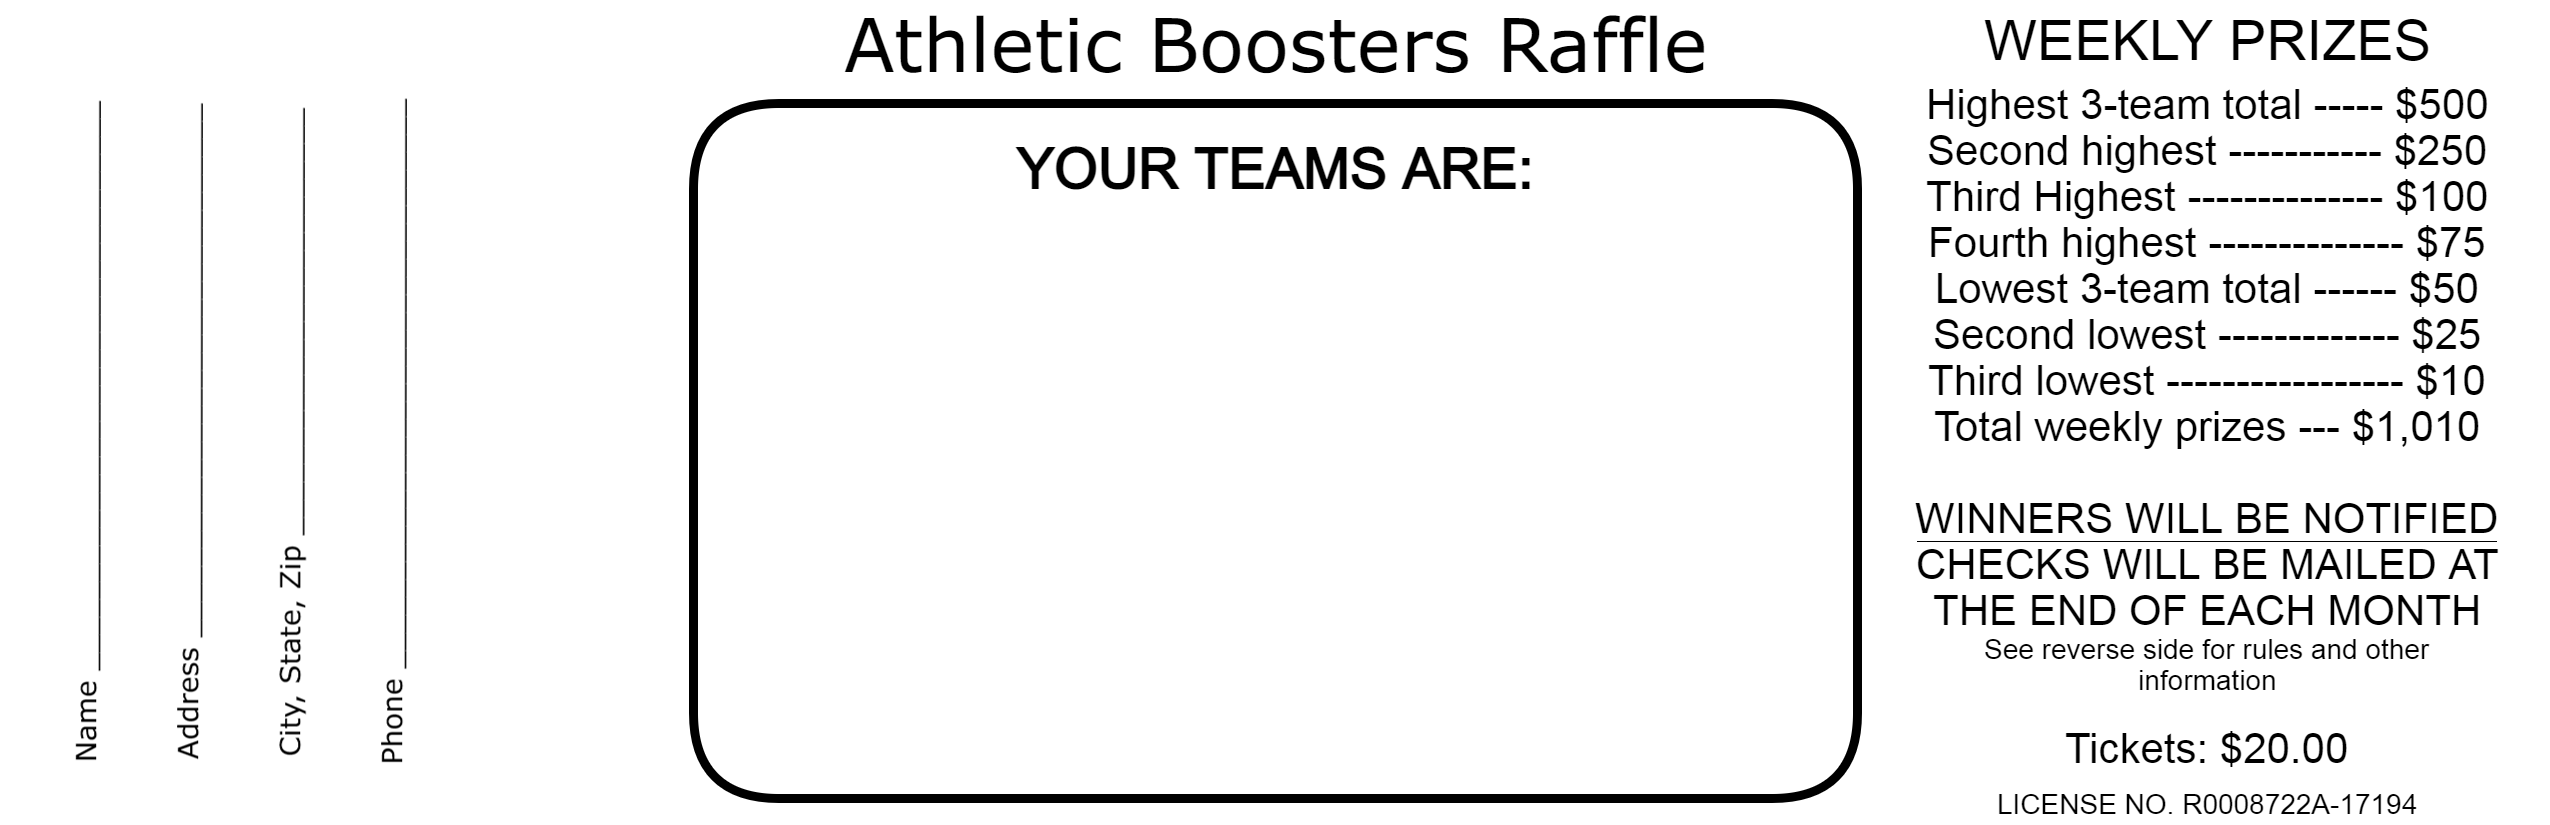 Name
Address
City, State, Zip
Phone
Athletic Boosters Raffle
YOUR TEAMS ARE:
WEEKLY PRIZES
Highest 3-team total ----- $500
Second highest ----------- $250
Third Highest -------------- $100
Fourth highest -------------- $75
Lowest 3-team total ------ $50
Second lowest ------------- $25
Third lowest ----------------- $10
Total weekly prizes --- $1,010
WINNERS WILL BE NOTIFIED
CHECKS WILL BE MAILED AT
THE END OF EACH MONTH
See reverse side for rules and other
information
Tickets: $20.00
LICENSE NO. R0008722A-17194